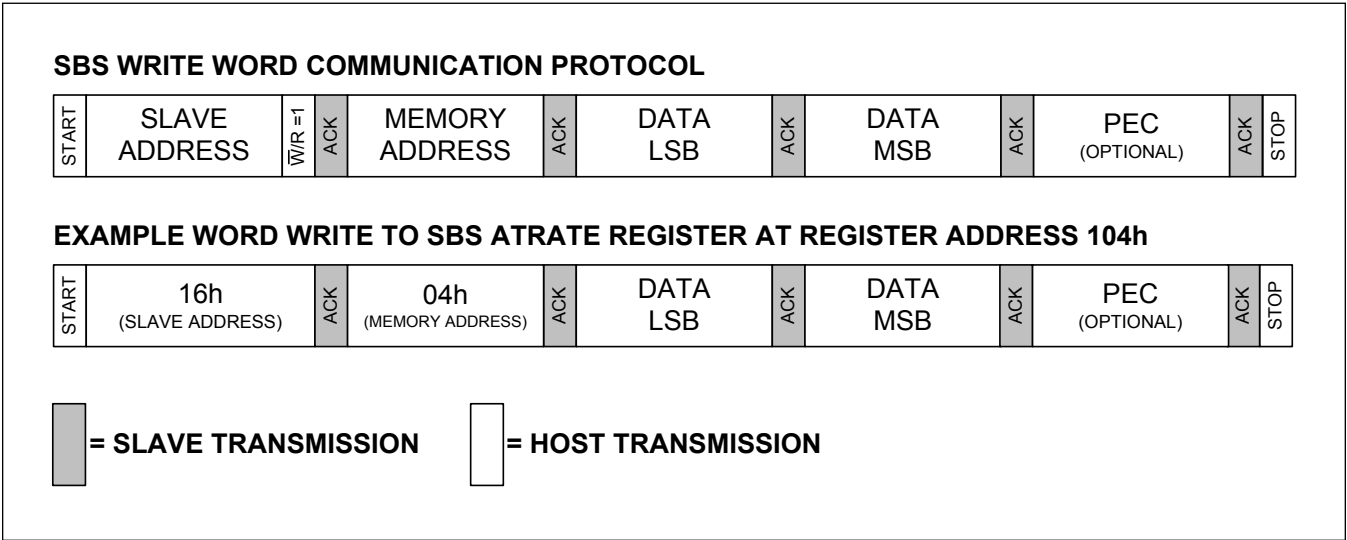 SBS WRITE WORD COMMUNICATION PROTOCOL
START SLAVE ADDRESS W̅/R =1 ACK MEMORY ADDRESS ACK DATA LSB ACK DATA MSB ACK PEC (OPTIONAL) ACK STOP
EXAMPLE WORD WRITE TO SBS ATRATE REGISTER AT REGISTER ADDRESS 104h
START 16h (SLAVE ADDRESS) ACK 04h (MEMORY ADDRESS) ACK DATA LSB ACK DATA MSB ACK PEC (OPTIONAL) ACK STOP
= SLAVE TRANSMISSION = HOST TRANSMISSION